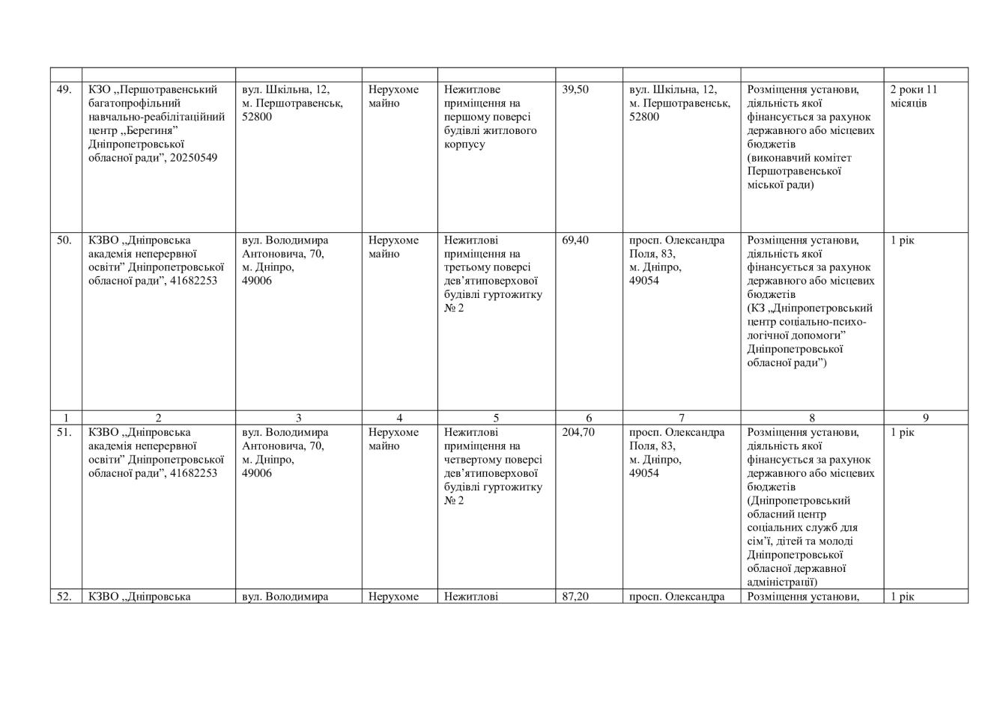 49.
КЗО ,,Першотравенський
багатопрофільний
навчально-реабілітаційний
центр ,,Берегиня”
Дніпропетровської
обласної ради”, 20250549
вул. Шкільна, 12,
м. Першотравенськ,
52800
Нерухоме
майно
Нежитлове
приміщення на
першому поверсі
будівлі житлового
корпусу
39,50
вул. Шкільна, 12,
м. Першотравенськ,
52800
Розміщення установи,
діяльність якої
фінансується за рахунок
державного або місцевих
бюджетів
(виконавчий комітет
Першотравенської
міської ради)
2 роки 11
місяців
50.
КЗВО ,,Дніпровська
академія неперервної
освіти” Дніпропетровської
обласної ради”, 41682253
вул. Володимира
Антоновича, 70,
м. Дніпро,
49006
Нерухоме
майно
Нежитлові
приміщення на
третьому поверсі
дев’ятиповерхової
будівлі гуртожитку
№ 2
69,40
просп. Олександра
Поля, 83,
м. Дніпро,
49054
Розміщення установи,
діяльність якої
фінансується за рахунок
державного або місцевих
бюджетів
(КЗ „Дніпропетровський
центр соціально-психо-
логічної допомоги”
Дніпропетровської
обласної ради”)
1 рік
1 2 3 4 5 6 7 8 9
51.
КЗВО ,,Дніпровська
академія неперервної
освіти” Дніпропетровської
обласної ради”, 41682253
вул. Володимира
Антоновича, 70,
м. Дніпро,
49006
Нерухоме
майно
Нежитлові
приміщення на
четвертому поверсі
дев’ятиповерхової
будівлі гуртожитку
№ 2
204,70
просп. Олександра
Поля, 83,
м. Дніпро,
49054
Розміщення установи,
діяльність якої
фінансується за рахунок
державного або місцевих
бюджетів
(Дніпропетровський
обласний центр
соціальних служб для
сім’ї, дітей та молоді
Дніпропетровської
обласної державної
адміністрації)
1 рік
52.
КЗВО ,,Дніпровська
вул. Володимира
Нерухоме
Нежитлові
87,20
просп. Олександра
Розміщення установи,
1 рік